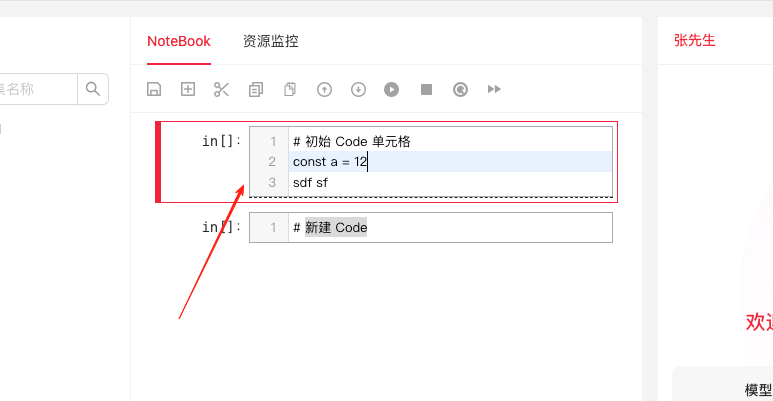 NoteBook 资源监控
张先生
集名称
in[]:
1 # 初始 Code 单元格
2 const a = 12
3 sdf sf
in[]:
1 # 新建 Code
欢迎
模型